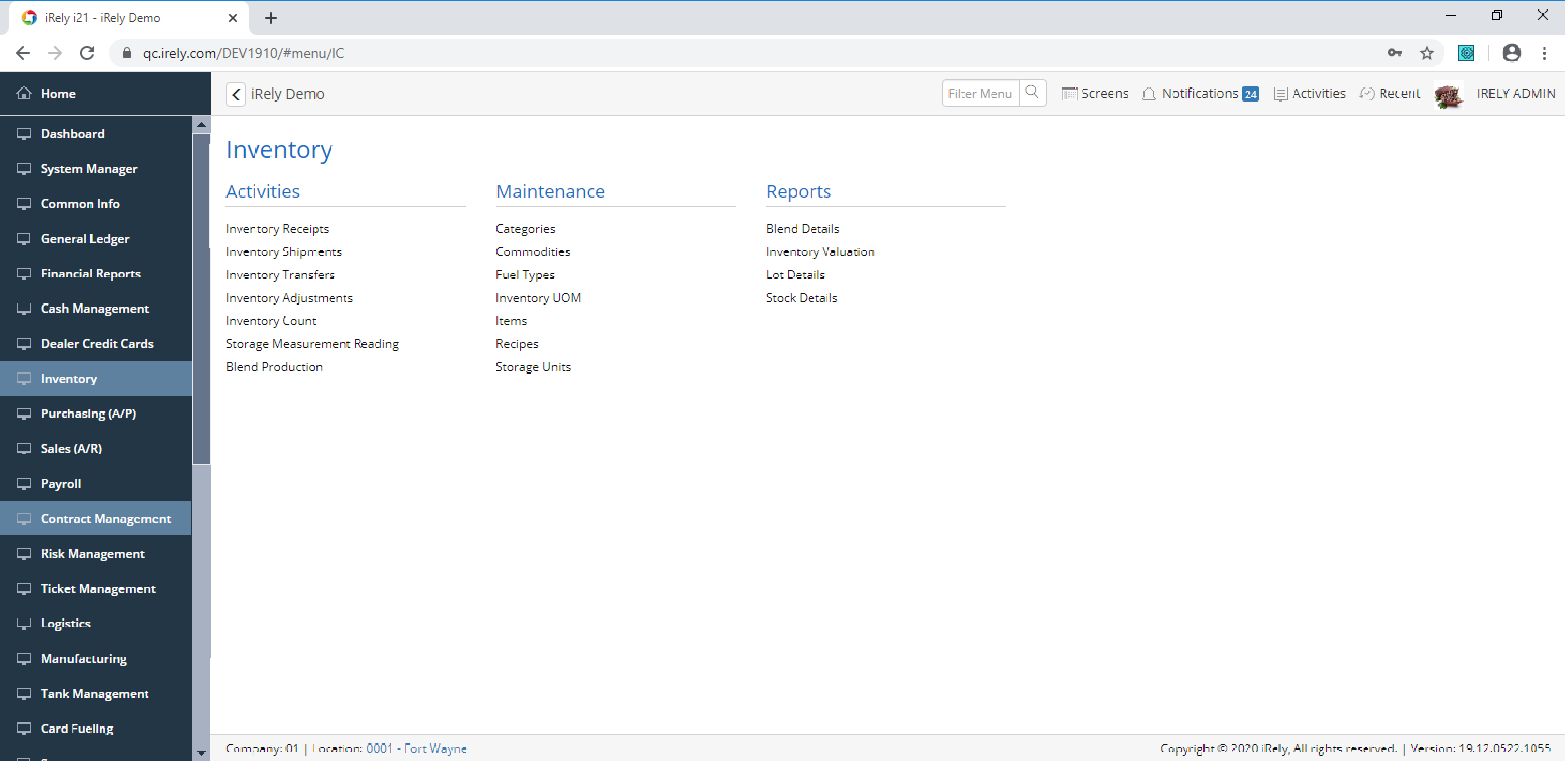 iRely i21 - iRely Demo
qc.irely.com/DEV1910/#menu/IC
Home
iRely Demo
Filter Menu
Screens
Notifications 24
Activities
Recent
IRELY ADMIN
Dashboard
System Manager
Common Info
General Ledger
Financial Reports
Cash Management
Dealer Credit Cards
Inventory
Purchasing (A/P)
Sales (A/R)
Payroll
Contract Management
Risk Management
Ticket Management
Logistics
Manufacturing
Tank Management
Card Fueling
Inventory
Activities
Inventory Receipts
Inventory Shipments
Inventory Transfers
Inventory Adjustments
Inventory Count
Storage Measurement Reading
Blend Production
Maintenance
Categories
Commodities
Fuel Types
Inventory UOM
Items
Recipes
Storage Units
Reports
Blend Details
Inventory Valuation
Lot Details
Stock Details
Company: 01 | Location: 0001 - Fort Wayne
Copyright © 2020 iRely, All rights reserved. | Version: 19.12.0522.1055